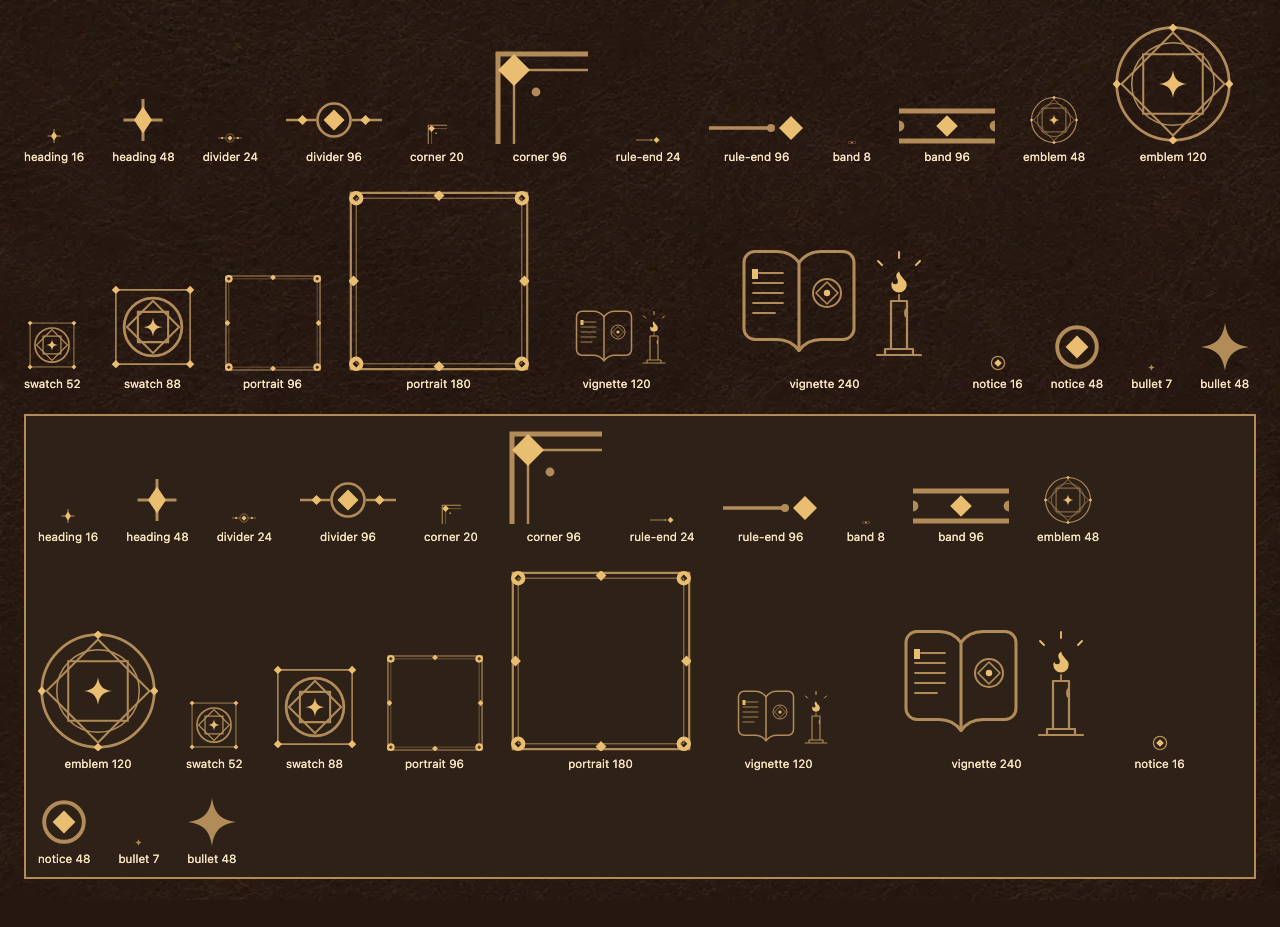 heading 16 heading 48 divider 24 divider 96 corner 20 corner 96 rule-end 24 rule-end 96 band 8 band 96 emblem 48 emblem 120
swatch 52 swatch 88 portrait 96 portrait 180 vignette 120 vignette 240 notice 16 notice 48 bullet 7 bullet 48
heading 16 heading 48 divider 24 divider 96 corner 20 corner 96 rule-end 24 rule-end 96 band 8 band 96 emblem 48
emblem 120 swatch 52 swatch 88 portrait 96 portrait 180 vignette 120 vignette 240 notice 16
notice 48 bullet 7 bullet 48